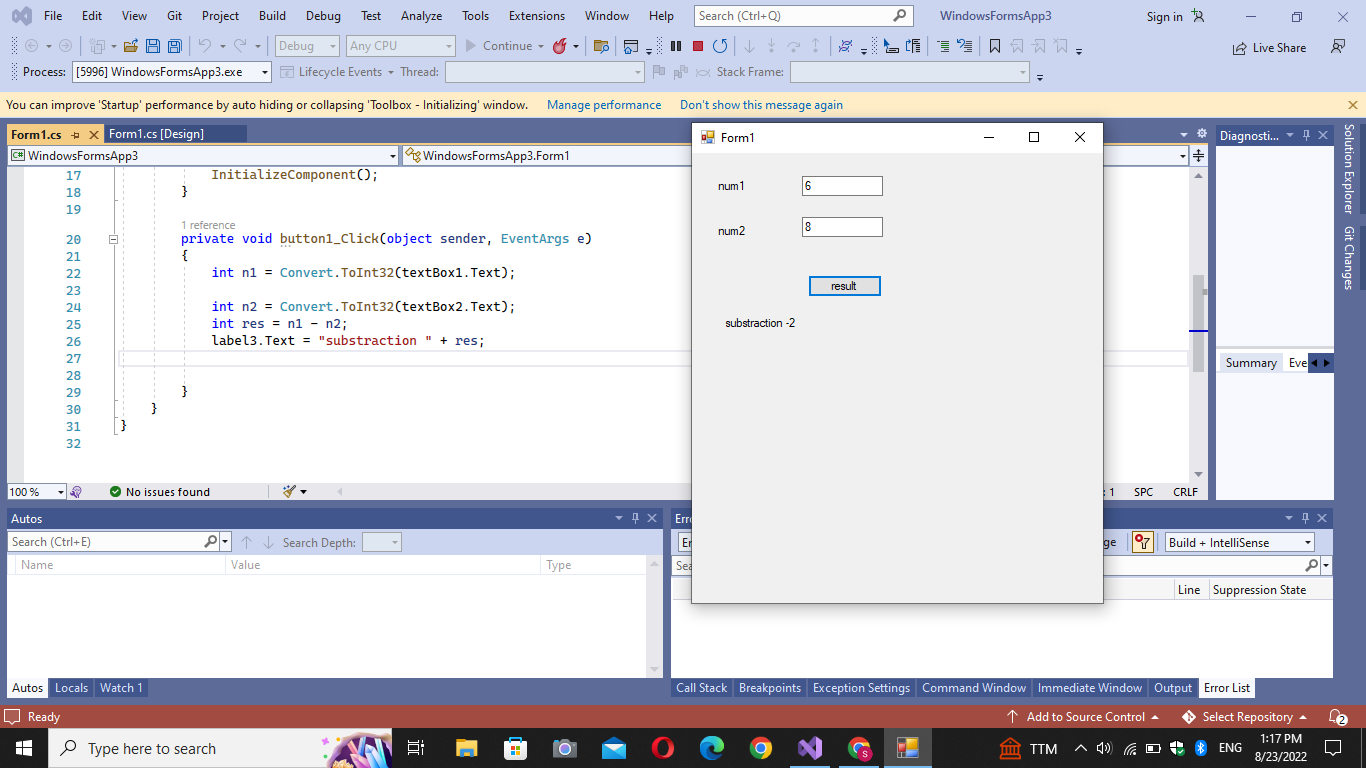 File Edit View Git Project Build Debug Test Analyze Tools Extensions Window Help Search (Ctrl+Q) WindowsFormsApp3 Sign in
Debug Any CPU Continue Live Share
Process: [5996] WindowsFormsApp3.exe Lifecycle Events Thread: Stack Frame:
You can improve 'Startup' performance by auto hiding or collapsing 'Toolbox - Initializing' window. Manage performance Don't show this message again
Form1.cs Form1.cs [Design]
C# WindowsFormsApp3 WindowsFormsApp3.Form1
17 InitializeComponent();
18 }
19
1 reference
20 private void button1_Click(object sender, EventArgs e)
21 {
22 int n1 = Convert.ToInt32(textBox1.Text);
23
24 int n2 = Convert.ToInt32(textBox2.Text);
25 int res = n1 - n2;
26 label3.Text = "substraction " + res;
27
28
29 }
30 }
31 }
32
100 % No issues found : 1 SPC CRLF
Form1
num1 6
num2 8
result
substraction -2
Diagnosti...
Summary Eve
Solution Explorer
Git Changes
Autos
Search (Ctrl+E) Search Depth:
Name Value Type
Autos Locals Watch 1
Erro
En ge Build + IntelliSense
Sea
Line Suppression State
Call Stack Breakpoints Exception Settings Command Window Immediate Window Output Error List
Ready Add to Source Control Select Repository 2
Type here to search S TTM ENG 1:17 PM
8/23/2022